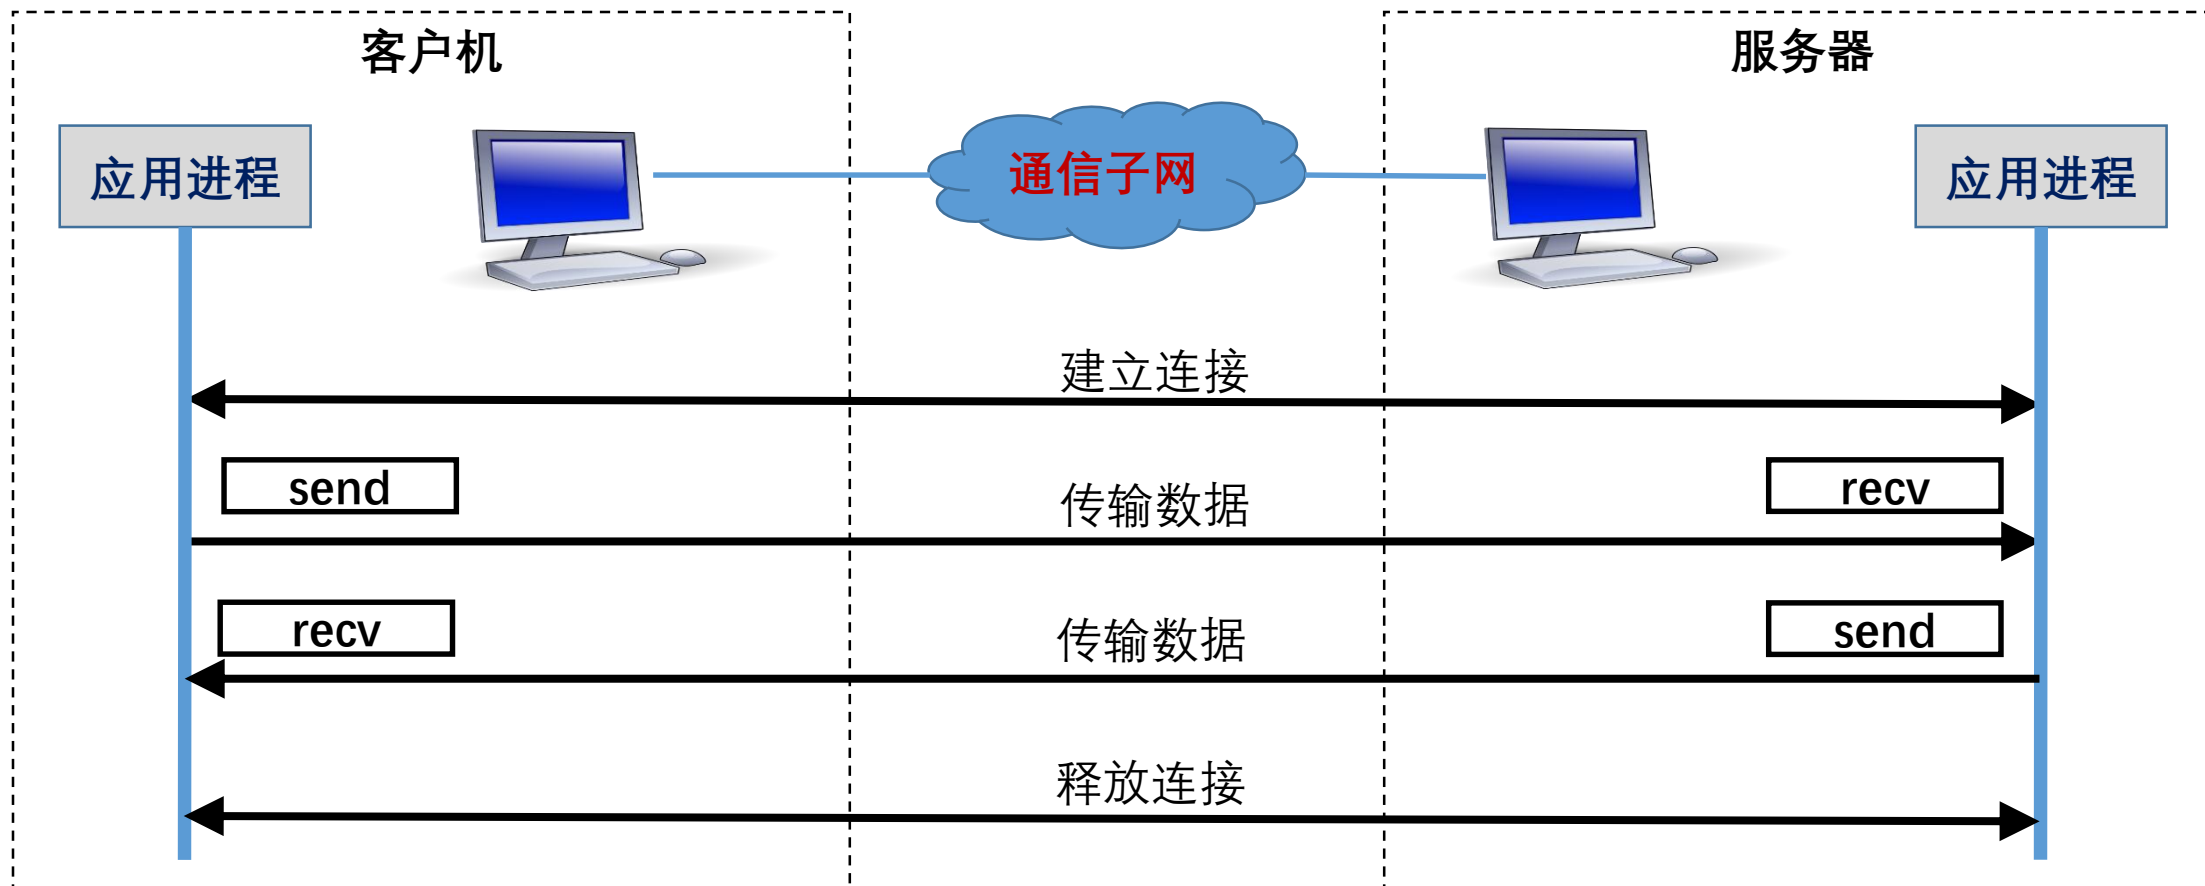 客户机
服务器
应用进程
通信子网
应用进程
建立连接
send
传输数据
recv
recv
传输数据
send
释放连接